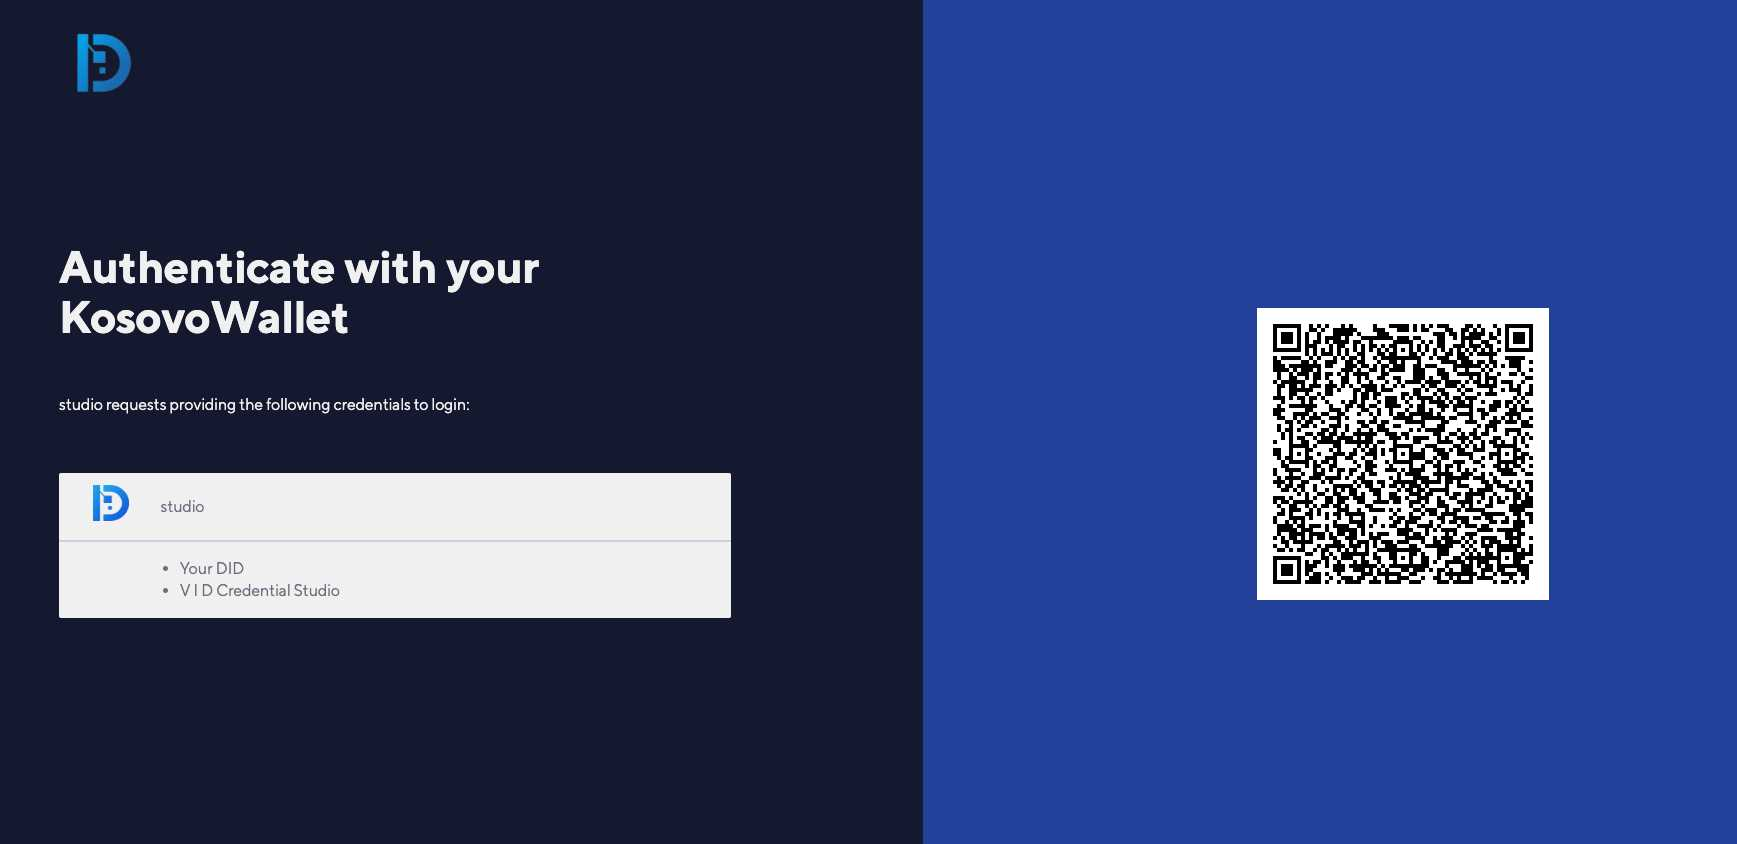 Authenticate with your
KosovoWallet
studio requests providing the following credentials to login:
studio
Your DID
V I D Credential Studio